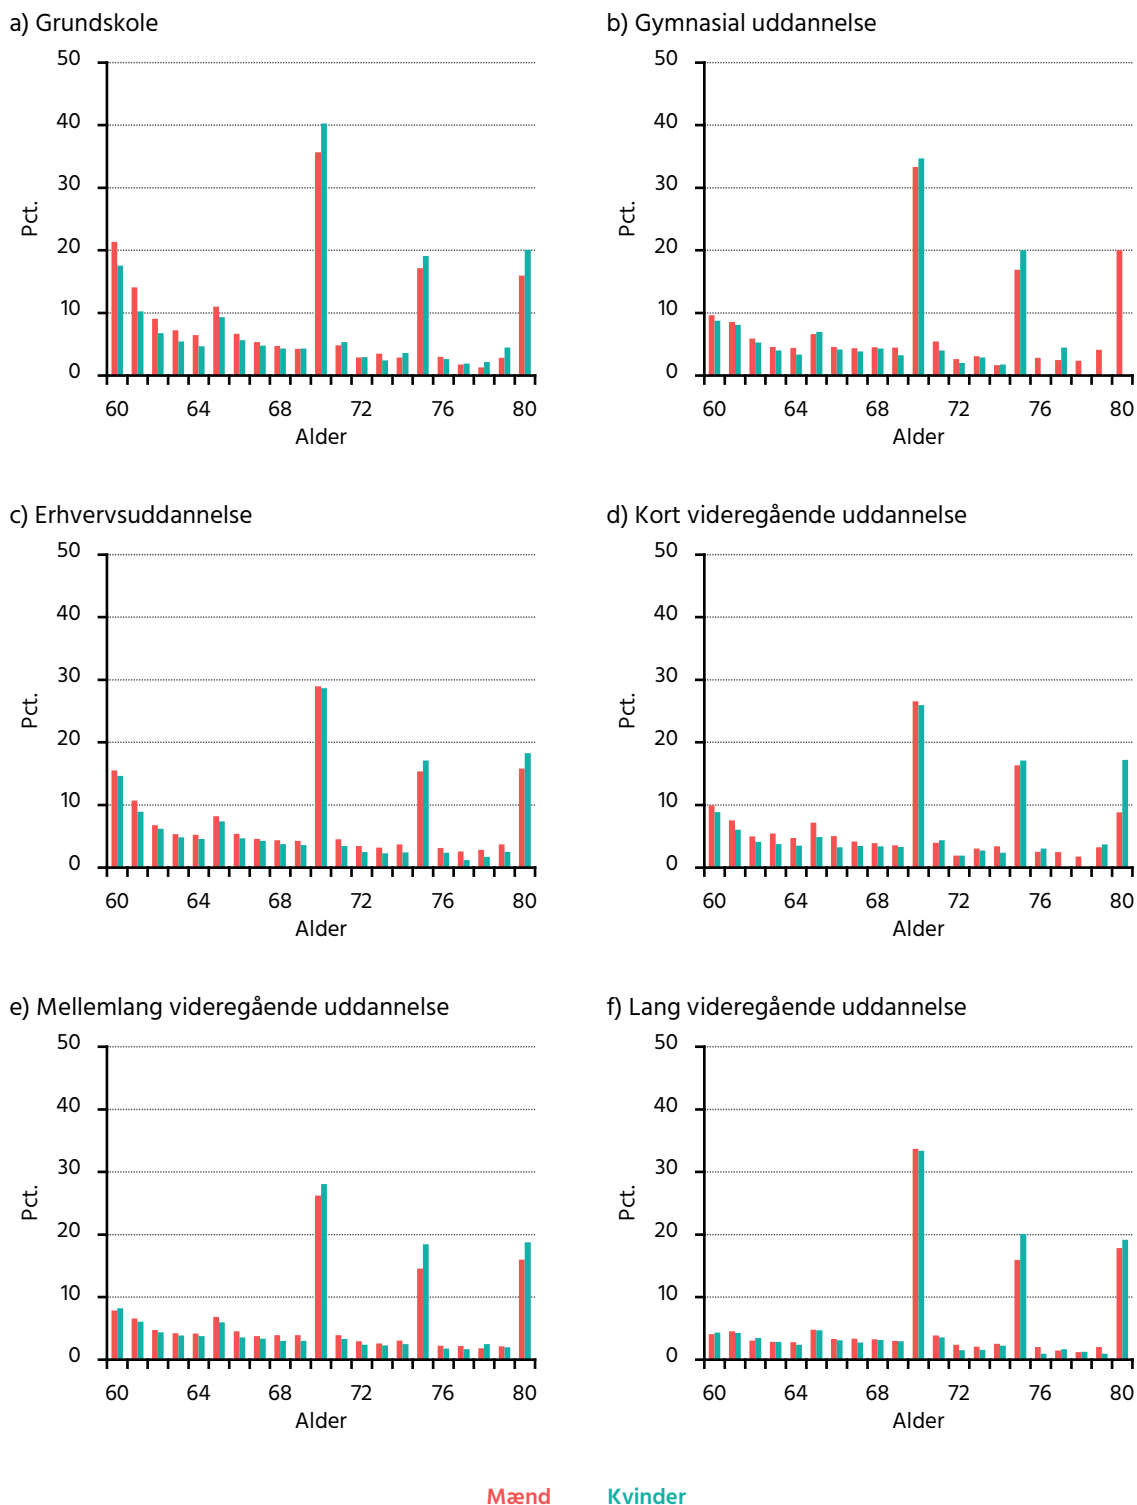 a) Grundskole
50
40
30
20
10
0
Pct.
60 64 68 72 76 80
Alder
b) Gymnasial uddannelse
50
40
30
20
10
0
Pct.
60 64 68 72 76 80
Alder
c) Erhvervsuddannelse
50
40
30
20
10
0
Pct.
60 64 68 72 76 80
Alder
d) Kort videregående uddannelse
50
40
30
20
10
0
Pct.
60 64 68 72 76 80
Alder
e) Mellemlang videregående uddannelse
50
40
30
20
10
0
Pct.
60 64 68 72 76 80
Alder
f) Lang videregående uddannelse
50
40
30
20
10
0
Pct.
60 64 68 72 76 80
Alder
Mænd Kvinder